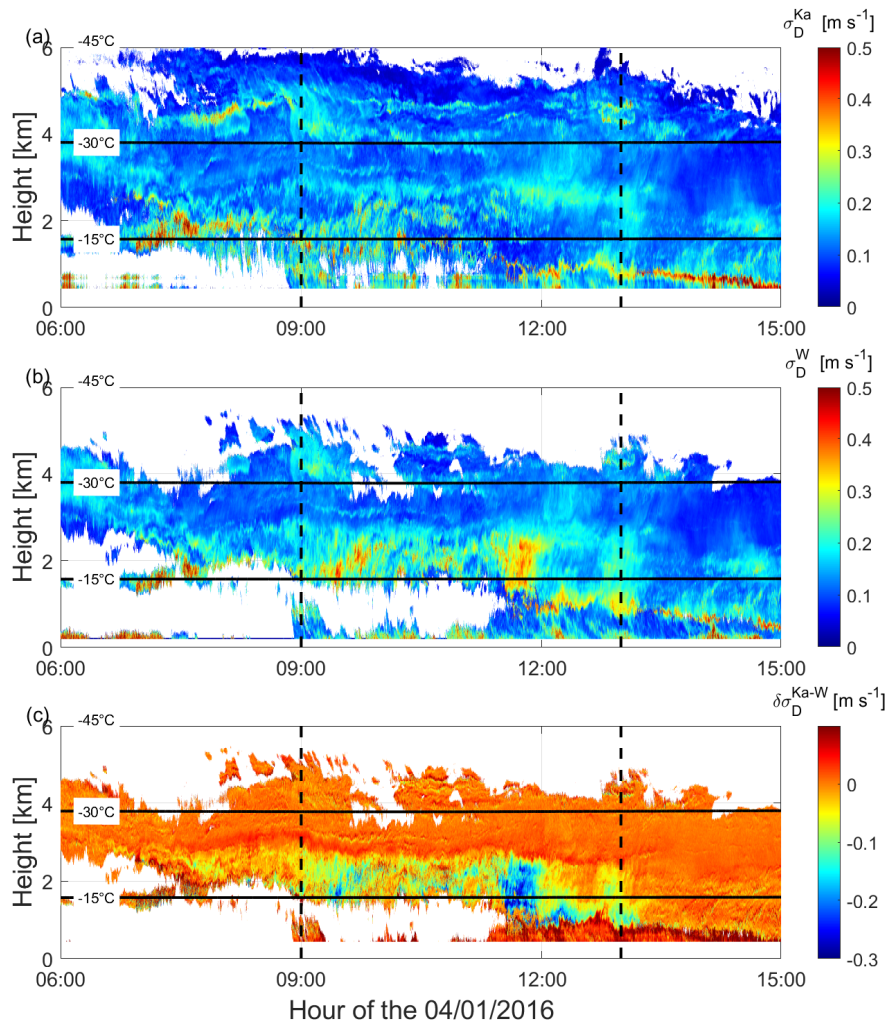 (a)
-45°C
σ_D^Ka [m s⁻¹]
6
4
2
0
Height [km]
-30°C
-15°C
06:00 09:00 12:00 15:00
0.5
0.4
0.3
0.2
0.1
0
(b)
-45°C
σ_D^W [m s⁻¹]
6
4
2
0
Height [km]
-30°C
-15°C
06:00 09:00 12:00 15:00
0.5
0.4
0.3
0.2
0.1
0
(c)
-45°C
δσ_D^Ka-W [m s⁻¹]
6
4
2
0
Height [km]
-30°C
-15°C
06:00 09:00 12:00 15:00
0
-0.1
-0.2
-0.3
Hour of the 04/01/2016